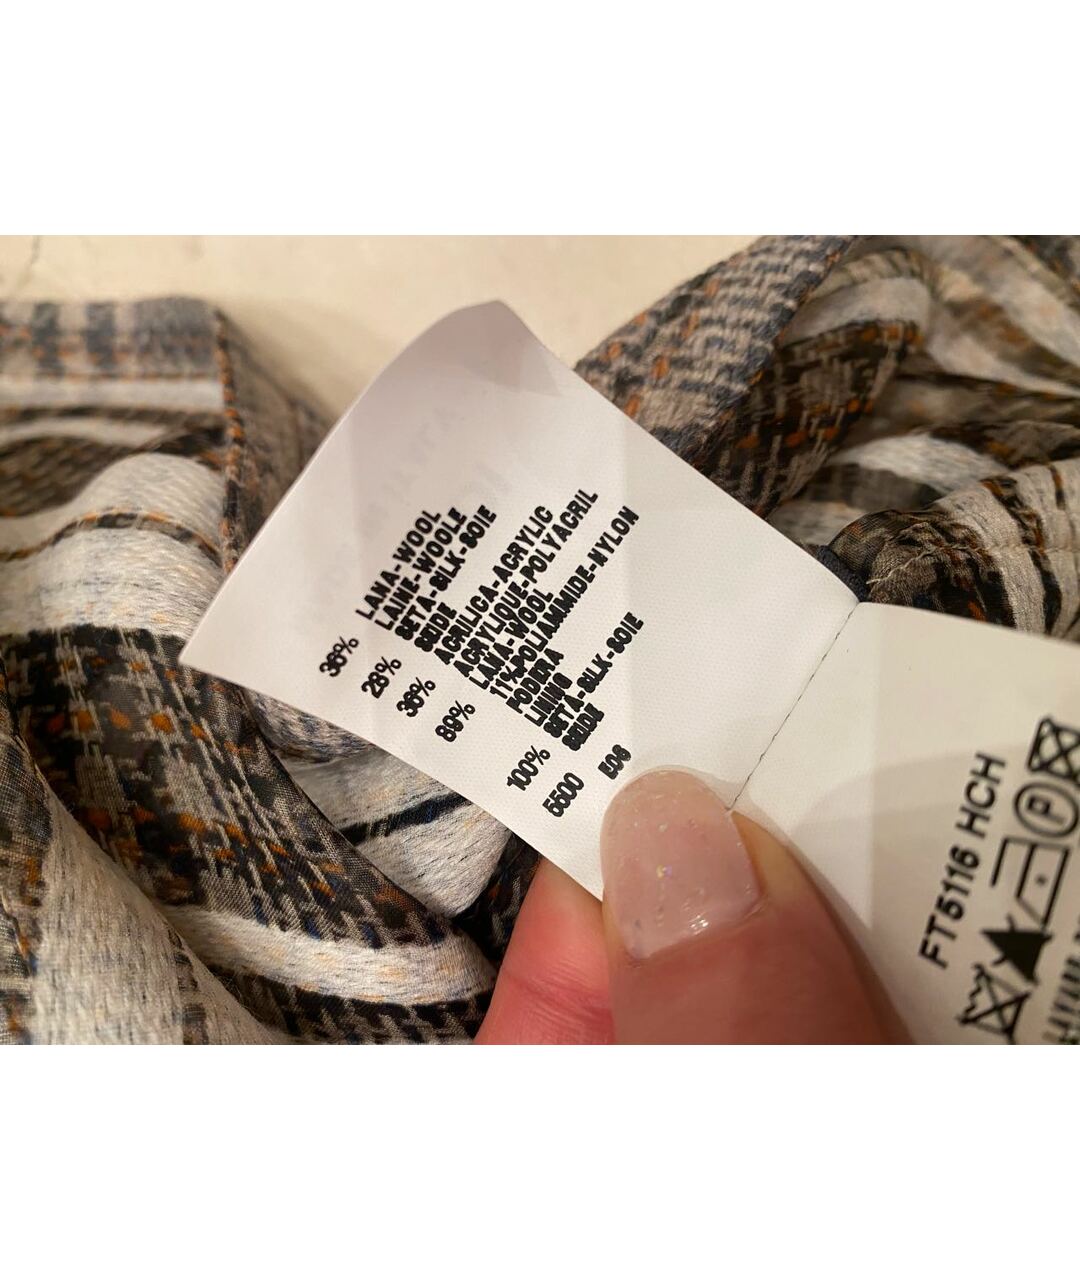 36% LANA-WOOL
LAINE-WOOLE
28% SETA-SILK-SOIE
SEIDE
36% ACRILICA-ACRYLIC
ACRYLIQUE-POLYACRIL
89% LANA-WOOL
11%POLIAMMIDE-NYLON
FODERA
LINING
100% SETA-SILK-SOIE
SEIDE
5500
FT5116 HCH
P